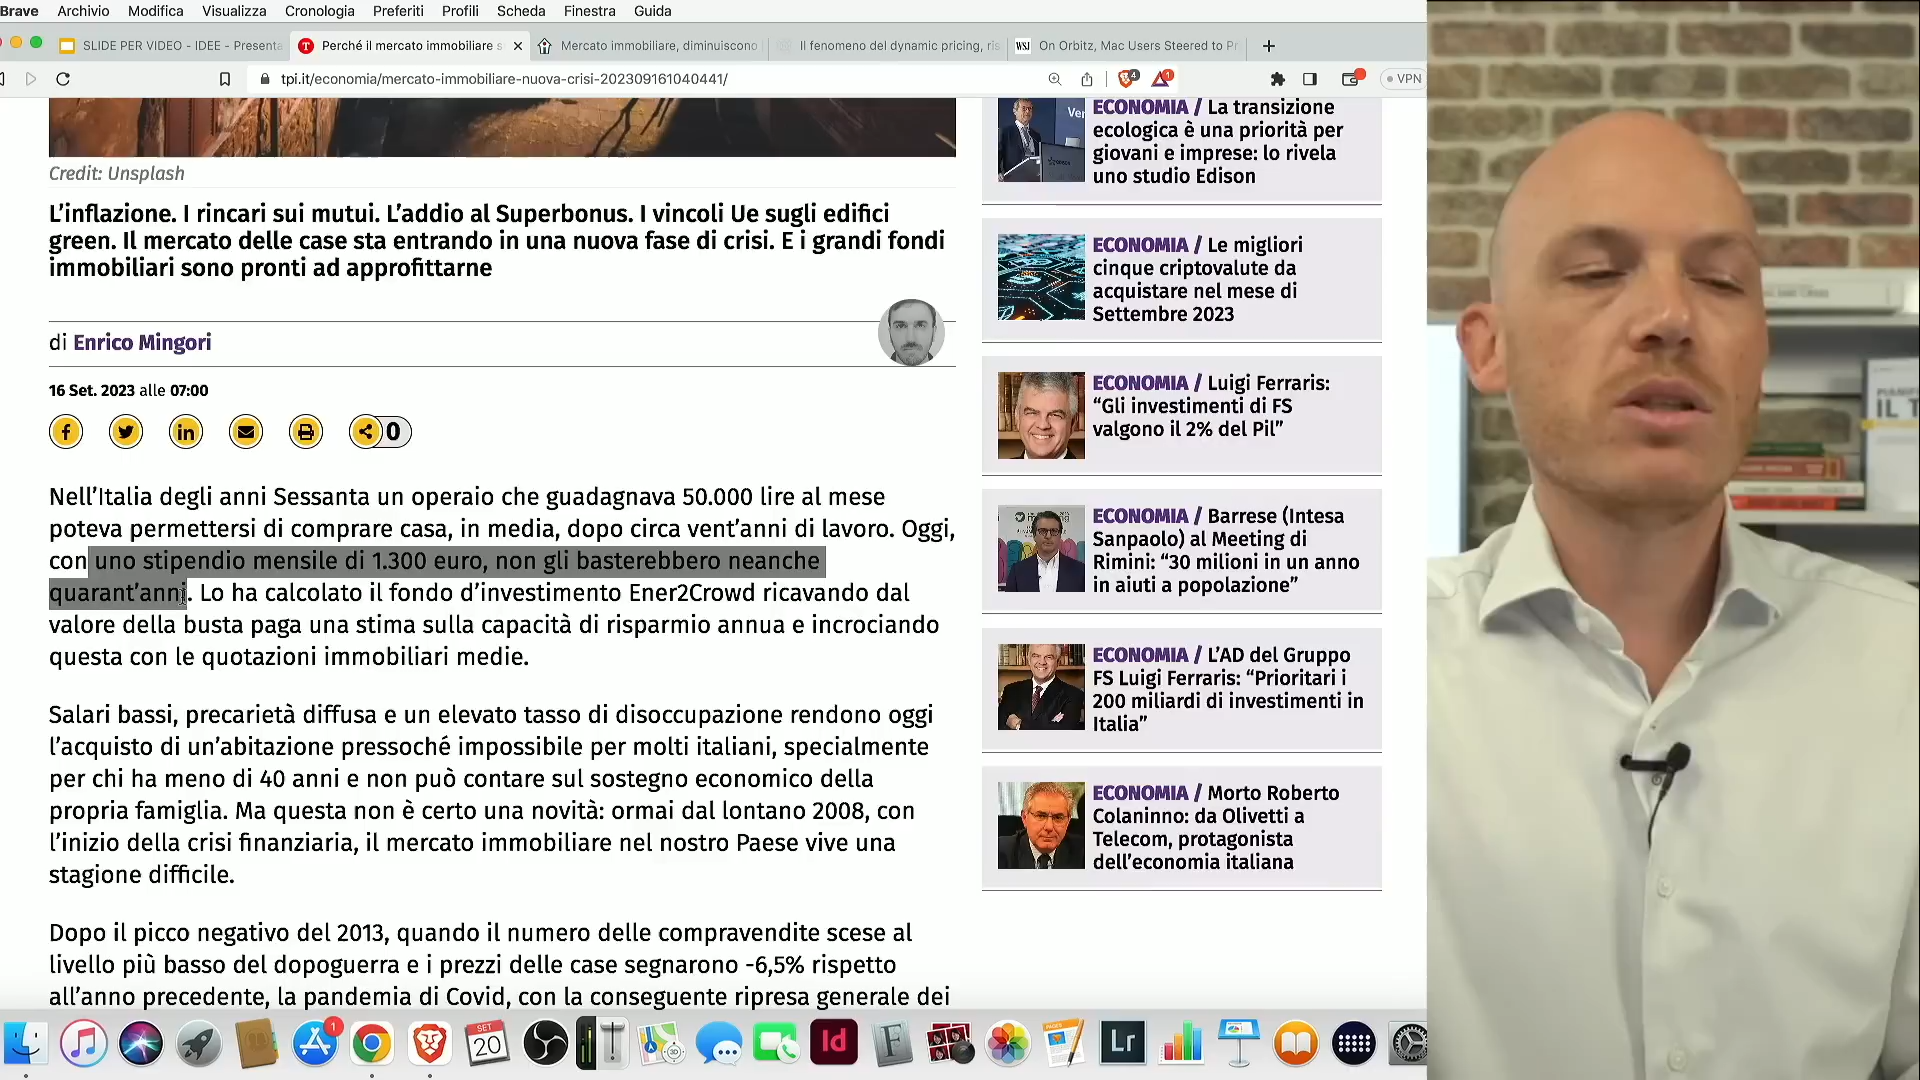 Brave Archivio Modifica Visualizza Cronologia Preferiti Profili Scheda Finestra Guida
SLIDE PER VIDEO - IDEE - Presenta
Perché il mercato immobiliare s
Mercato immobiliare, diminuiscono
Il fenomeno del dynamic pricing, ris
WSJ On Orbitz, Mac Users Steered to Pr
tpi.it/economia/mercato-immobiliare-nuova-crisi-202309161040441/
4
1
VPN
Credit: Unsplash
L'inflazione. I rincari sui mutui. L'addio al Superbonus. I vincoli Ue sugli edifici
green. Il mercato delle case sta entrando in una nuova fase di crisi. E i grandi fondi
immobiliari sono pronti ad approfittarne
di Enrico Mingori
16 Set. 2023 alle 07:00
0
Nell'Italia degli anni Sessanta un operaio che guadagnava 50.000 lire al mese
poteva permettersi di comprare casa, in media, dopo circa vent'anni di lavoro. Oggi,
con uno stipendio mensile di 1.300 euro, non gli basterebbero neanche
quarant'anni. Lo ha calcolato il fondo d'investimento Ener2Crowd ricavando dal
valore della busta paga una stima sulla capacità di risparmio annua e incrociando
questa con le quotazioni immobiliari medie.
Salari bassi, precarietà diffusa e un elevato tasso di disoccupazione rendono oggi
l'acquisto di un'abitazione pressoché impossibile per molti italiani, specialmente
per chi ha meno di 40 anni e non può contare sul sostegno economico della
propria famiglia. Ma questa non è certo una novità: ormai dal lontano 2008, con
l'inizio della crisi finanziaria, il mercato immobiliare nel nostro Paese vive una
stagione difficile.
Dopo il picco negativo del 2013, quando il numero delle compravendite scese al
livello più basso del dopoguerra e i prezzi delle case segnarono -6,5% rispetto
all'anno precedente, la pandemia di Covid, con la conseguente ripresa generale dei
Ver
ECONOMIA / La transizione
ecologica è una priorità per
giovani e imprese: lo rivela
uno studio Edison
ECONOMIA / Le migliori
cinque criptovalute da
acquistare nel mese di
Settembre 2023
ECONOMIA / Luigi Ferraris:
“Gli investimenti di FS
valgono il 2% del Pil”
ECONOMIA / Barrese (Intesa
Sanpaolo) al Meeting di
Rimini: “30 milioni in un anno
in aiuti a popolazione”
ECONOMIA / L'AD del Gruppo
FS Luigi Ferraris: “Prioritari i
200 miliardi di investimenti in
Italia”
ECONOMIA / Morto Roberto
Colaninno: da Olivetti a
Telecom, protagonista
dell'economia italiana
IL T
1
SET
20
Id
F
PAGES
Lr